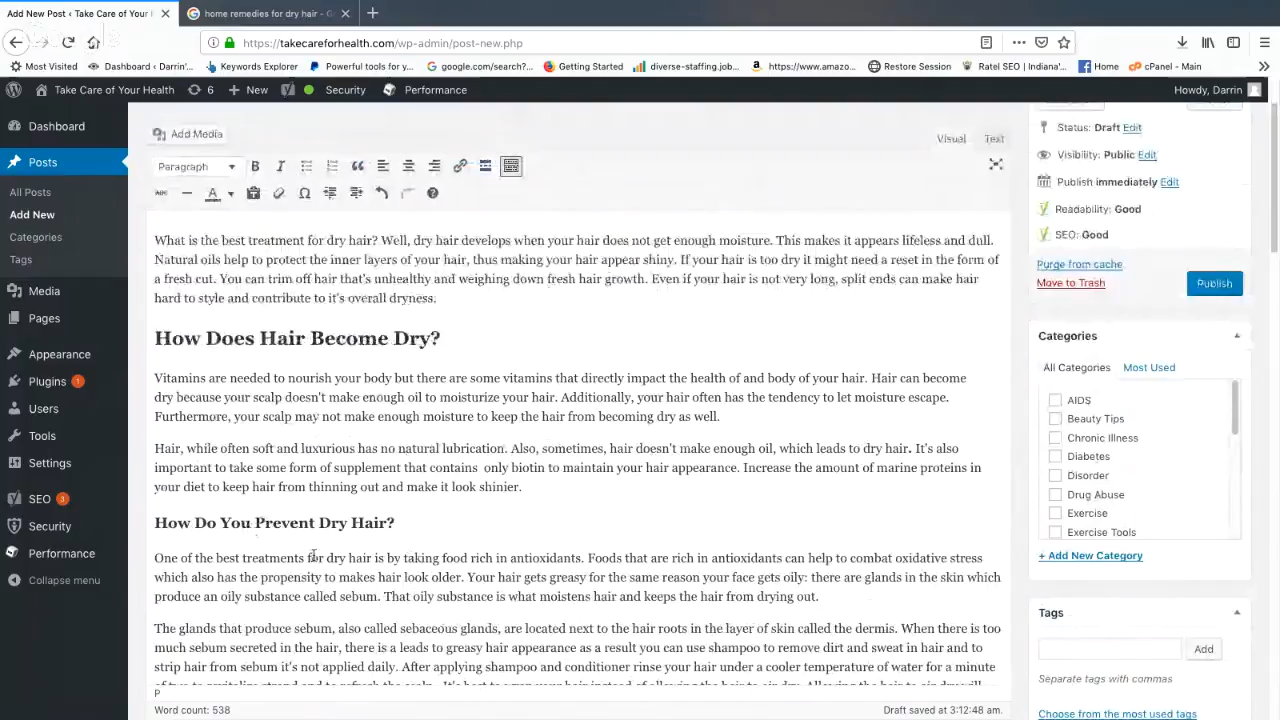 Add New Post ‹ Take Care of Your
home remedies for dry hair - G
https://takecareforhealth.com/wp-admin/post-new.php
Most Visited
Dashboard ‹ Darrin'...
Keywords Explorer
Powerful tools for y...
google.com/search?...
Getting Started
diverse-staffing.job...
https://www.amazo...
Restore Session
Ratel SEO | Indiana'...
Home
cPanel - Main
Take Care of Your Health
6
New
Security
Performance
Howdy, Darrin
Dashboard
Posts
All Posts
Add New
Categories
Tags
Media
Pages
Appearance
Plugins 1
Users
Tools
Settings
SEO 3
Security
Performance
Collapse menu
Add Media
Visual
Text
Paragraph
What is the best treatment for dry hair? Well, dry hair develops when your hair does not get enough moisture. This makes it appears lifeless and dull.
Natural oils help to protect the inner layers of your hair, thus making your hair appear shiny. If your hair is too dry it might need a reset in the form of
a fresh cut. You can trim off hair that's unhealthy and weighing down fresh hair growth. Even if your hair is not very long, split ends can make hair
hard to style and contribute to it's overall dryness.
How Does Hair Become Dry?
Vitamins are needed to nourish your body but there are some vitamins that directly impact the health of and body of your hair. Hair can become
dry because your scalp doesn't make enough oil to moisturize your hair. Additionally, your hair often has the tendency to let moisture escape.
Furthermore, your scalp may not make enough moisture to keep the hair from becoming dry as well.
Hair, while often soft and luxurious has no natural lubrication. Also, sometimes, hair doesn't make enough oil, which leads to dry hair. It's also
important to take some form of supplement that contains only biotin to maintain your hair appearance. Increase the amount of marine proteins in
your diet to keep hair from thinning out and make it look shinier.
How Do You Prevent Dry Hair?
One of the best treatments for dry hair is by taking food rich in antioxidants. Foods that are rich in antioxidants can help to combat oxidative stress
which also has the propensity to makes hair look older. Your hair gets greasy for the same reason your face gets oily: there are glands in the skin which
produce an oily substance called sebum. That oily substance is what moistens hair and keeps the hair from drying out.
The glands that produce sebum, also called sebaceous glands, are located next to the hair roots in the layer of skin called the dermis. When there is too
much sebum secreted in the hair, there is a leads to greasy hair appearance as a result you can use shampoo to remove dirt and sweat in hair and to
strip hair from sebum it's not applied daily. After applying shampoo and conditioner rinse your hair under a cooler temperature of water for a minute
P
Word count: 538
Draft saved at 3:12:48 am.
Status: Draft Edit
Visibility: Public Edit
Publish immediately Edit
Readability: Good
SEO: Good
Purge from cache
Move to Trash
Publish
Categories
All Categories
Most Used
AIDS
Beauty Tips
Chronic Illness
Diabetes
Disorder
Drug Abuse
Exercise
Exercise Tools
+ Add New Category
Tags
Add
Separate tags with commas
Choose from the most used tags